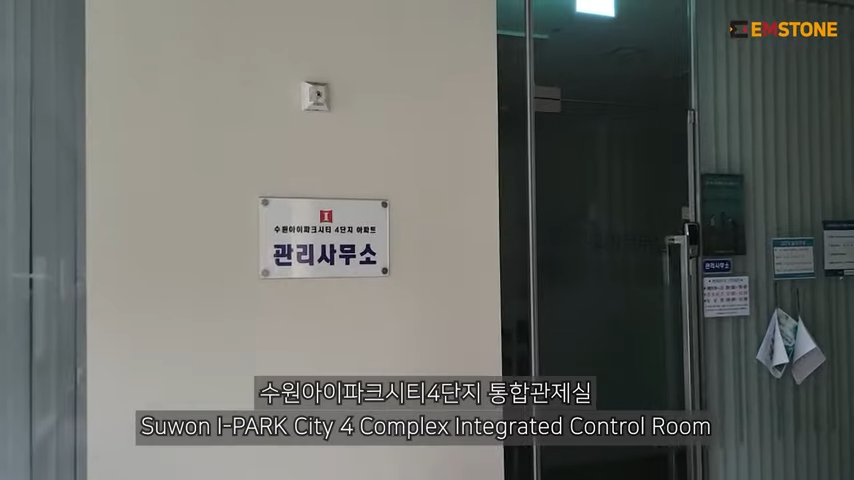 EMSTONE
I
수원아이파크시티 4단지 아파트
관리사무소
관리사무소
수원아이파크시티4단지 통합관제실
Suwon I-PARK City 4 Complex Integrated Control Room